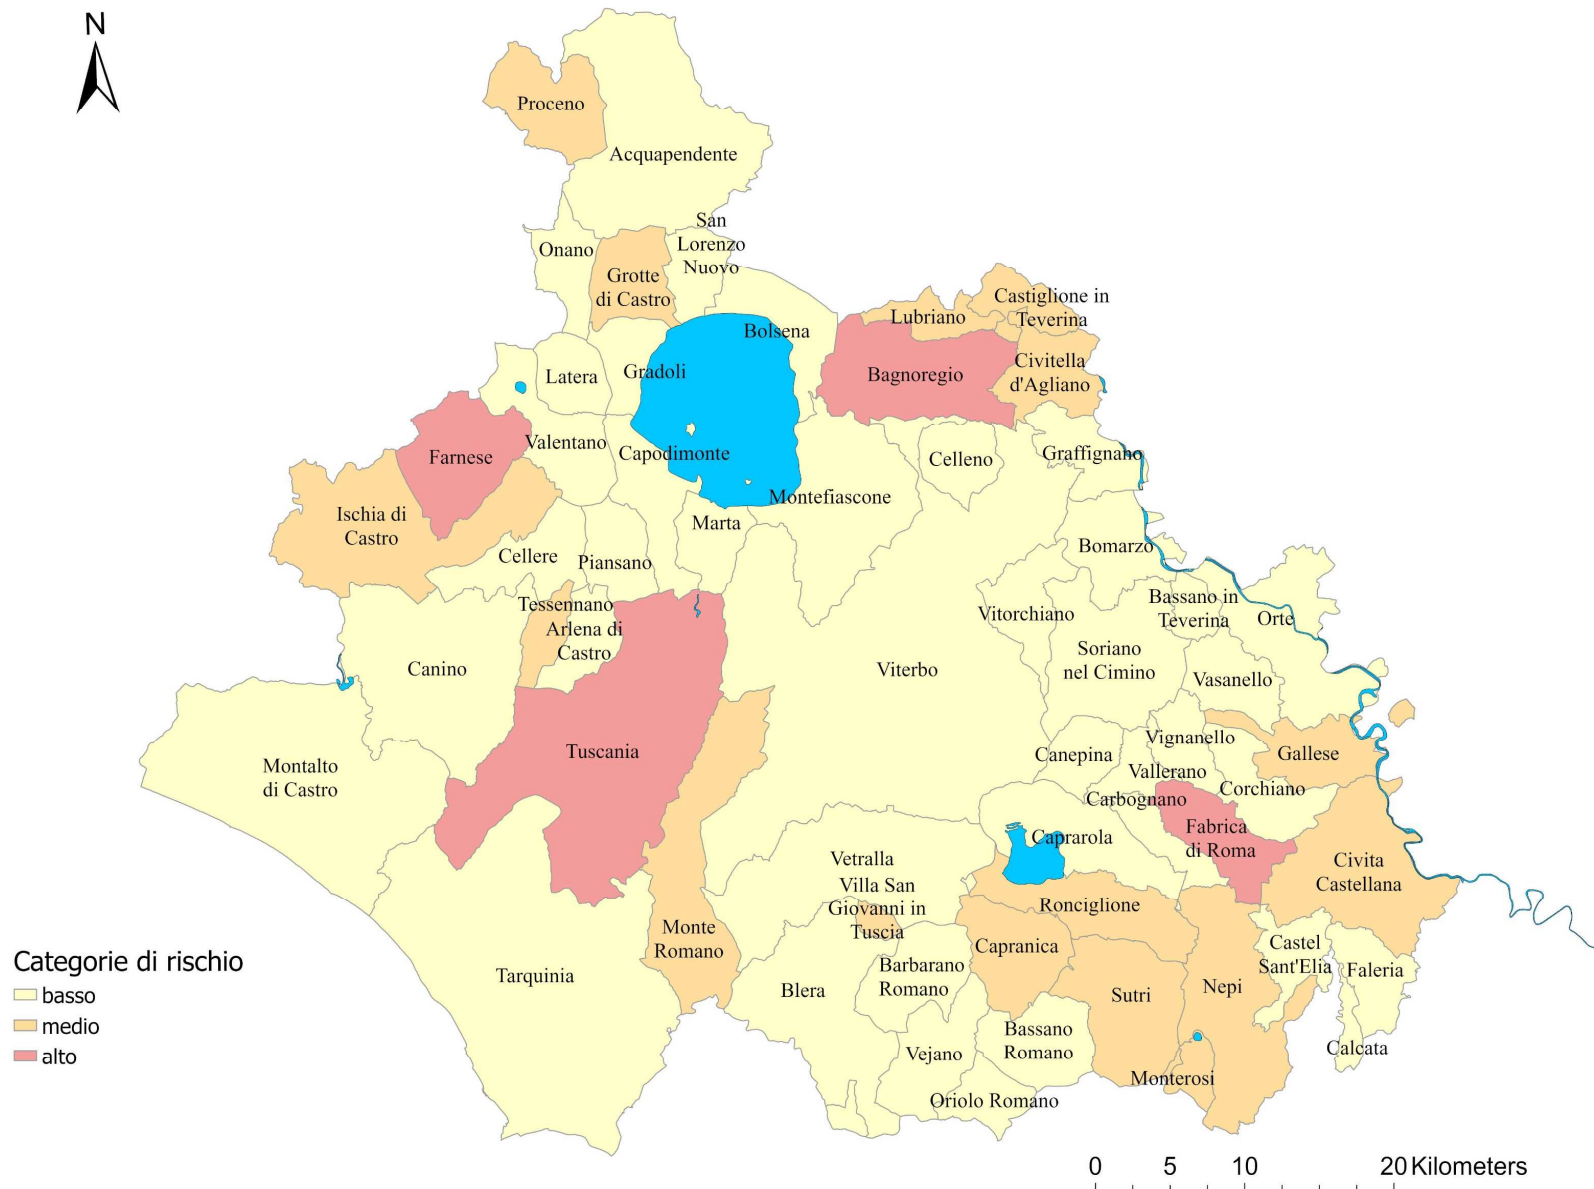 N
Proceno
Acquapendente
San
Lorenzo
Nuovo
Onano
Grotte
di Castro
Castiglione in
Teverina
Lubriano
Bolsena
Civitella
d'Agliano
Bagnoregio
Gradoli
Latera
Valentano
Capodimonte
Farnese
Celleno
Graffignano
Montefiascone
Ischia di
Castro
Marta
Cellere
Piansano
Bomarzo
Tessennano
Arlena di
Castro
Vitorchiano
Bassano in
Teverina
Orte
Canino
Viterbo
Soriano
nel Cimino
Vasanello
Tuscania
Montalto
di Castro
Canepina
Vignanello
Gallese
Vallerano
Corchiano
Carbognano
Caprarola
Fabrica
di Roma
Vetralla
Villa San
Giovanni in
Tuscia
Civita
Castellana
Ronciglione
Monte
Romano
Capranica
Castel
Sant'Elia
Faleria
Barbarano
Romano
Tarquinia
Blera
Sutri
Nepi
Bassano
Romano
Vejano
Calcata
Monterosi
Oriolo Romano
Categorie di rischio
basso
medio
alto
0 5 10 20 Kilometers